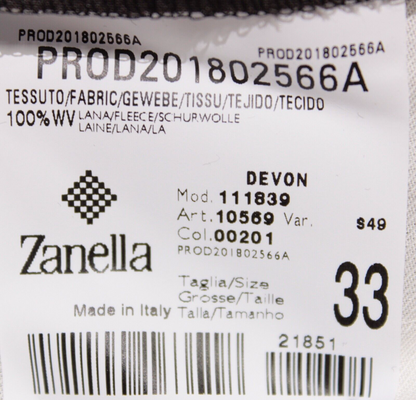 PROD201802566A
PROD201802566A
PROD201802566A
TESSUTO/FABRIC/GEWEBE/TISSU/TEJIDO/TECIDO
100%WV LANA/FLEECE/SCHURWOLLE
LAINE/LANA/LA
DEVON
Mod. 111839
Art. 10569 Var. S49
Col. 00201
PROD201802566A
Zanella
Taglia/Size
Grosse/Taille
Made in Italy Talla/Tamanho
33
21851